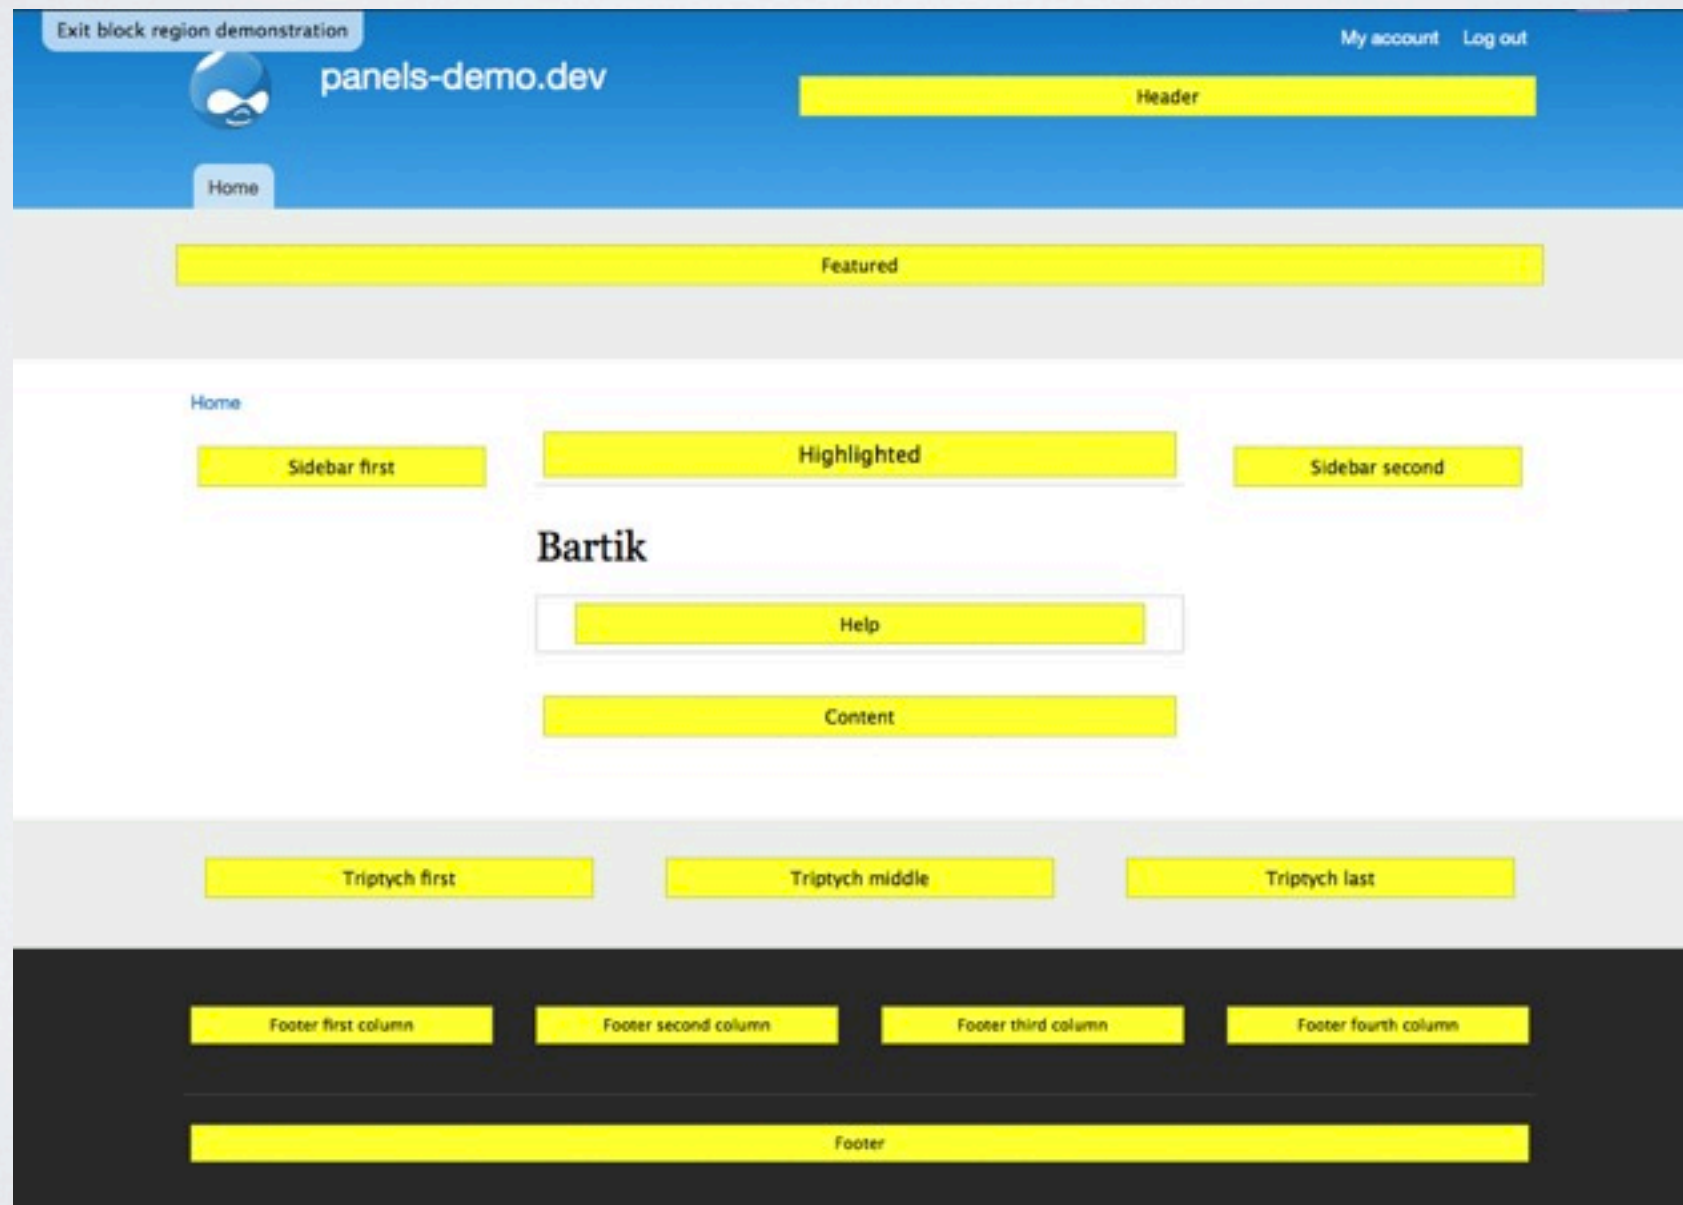 Exit block region demonstration
My account Log out
panels-demo.dev
Header
Home
Featured
Home
Sidebar first
Highlighted
Sidebar second
Bartik
Help
Content
Triptych first
Triptych middle
Triptych last
Footer first column
Footer second column
Footer third column
Footer fourth column
Footer